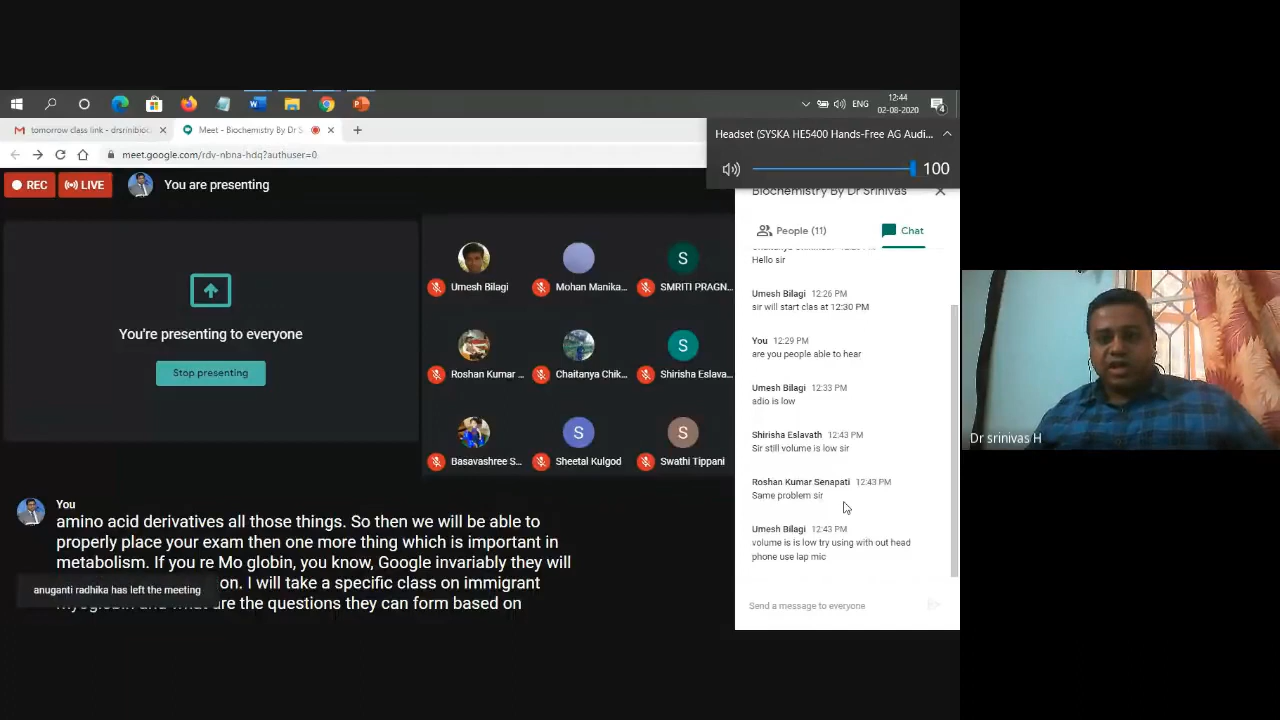 12:44
ENG
02-08-2020
4
tomorrow class link - drsrinibioc
Meet - Biochemistry By Dr S
meet.google.com/rdv-nbna-hdq?authuser=0
Headset (SYSKA HE5400 Hands-Free AG Audi...
100
REC
LIVE
You are presenting
Biochemistry By Dr Srinivas
People (11)
Chat
You're presenting to everyone
Stop presenting
Umesh Bilagi
Mohan Manika...
S
SMRITI PRAGN...
Roshan Kumar ...
Chaitanya Chik...
S
Shirisha Eslava...
Basavashree S...
S
Sheetal Kulgod
S
Swathi Tippani
Hello sir
Umesh Bilagi 12:26 PM
sir will start clas at 12:30 PM
You 12:29 PM
are you people able to hear
Umesh Bilagi 12:33 PM
adio is low
Shirisha Eslavath 12:43 PM
Sir still volume is low sir
Roshan Kumar Senapati 12:43 PM
Same problem sir
Umesh Bilagi 12:43 PM
volume is is low try using with out head
phone use lap mic
Send a message to everyone
You
amino acid derivatives all those things. So then we will be able to
properly place your exam then one more thing which is important in
metabolism. If you re Mo globin, you know, Google invariably they will
on. I will take a specific class on immigrant
myoglobin and what are the questions they can form based on
anuganti radhika has left the meeting
Dr srinivas H